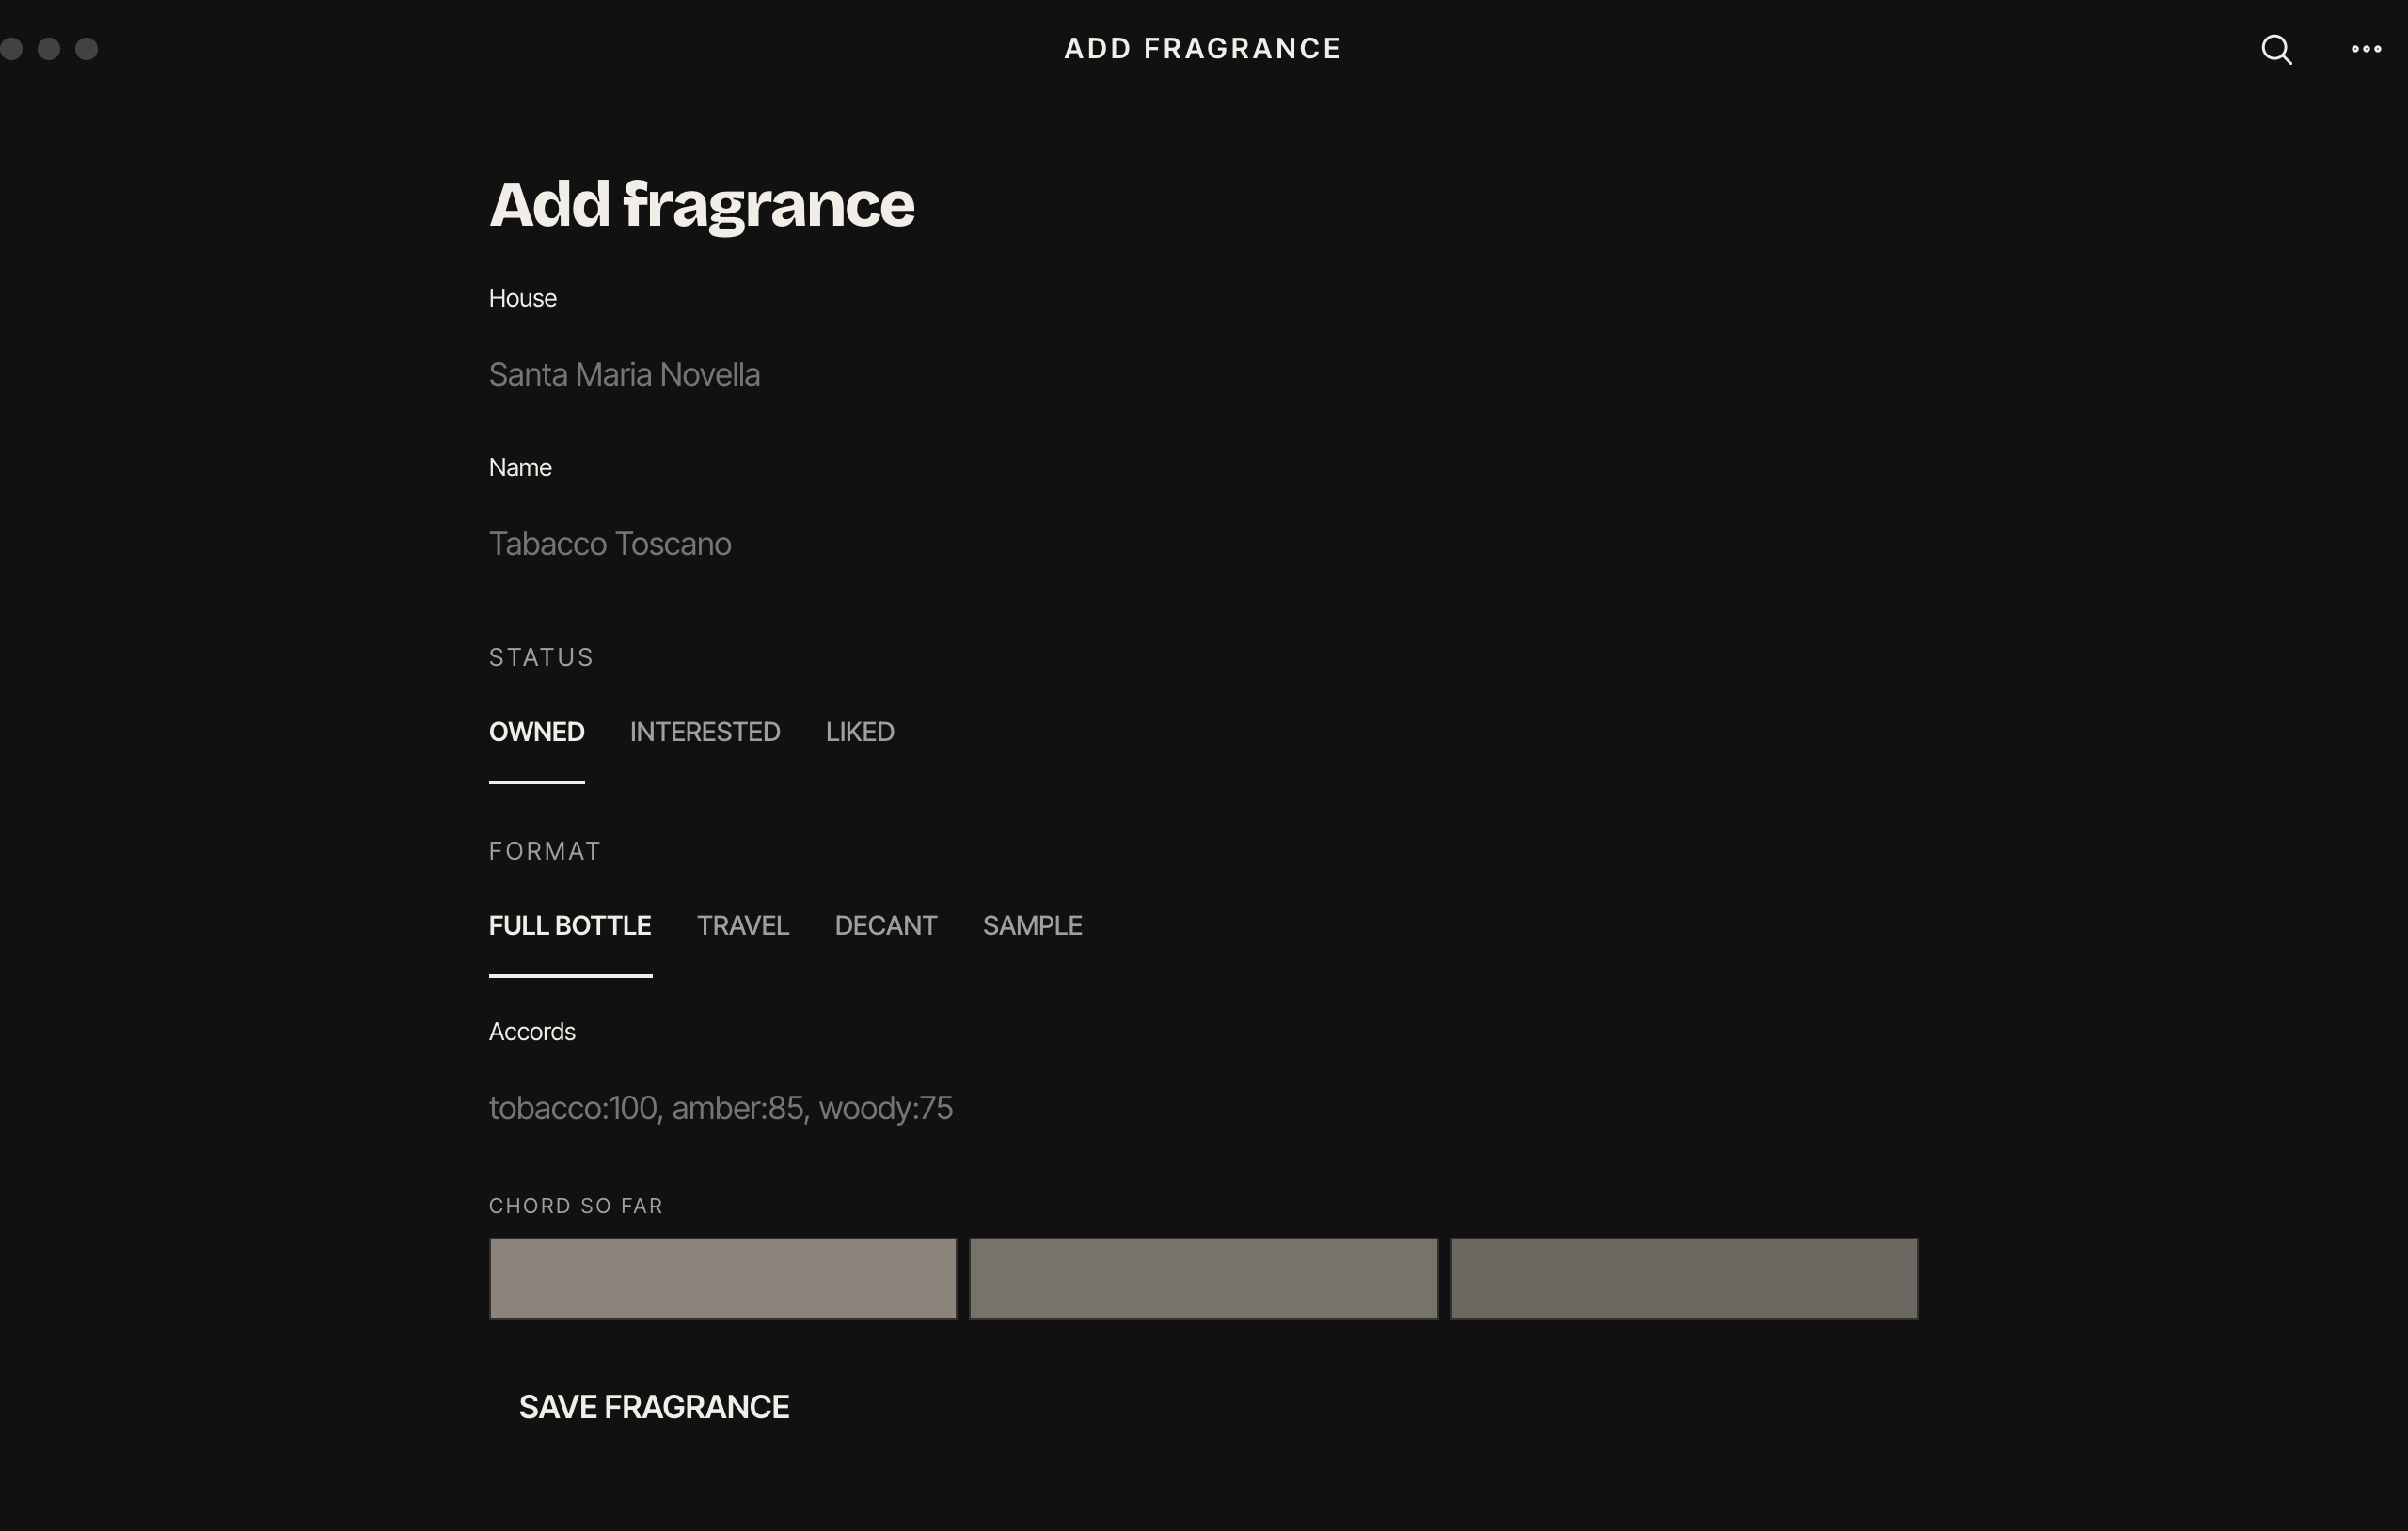 ADD FRAGRANCE
Add fragrance
House
Santa Maria Novella
Name
Tabacco Toscano
STATUS
OWNED INTERESTED LIKED
FORMAT
FULL BOTTLE TRAVEL DECANT SAMPLE
Accords
tobacco:100, amber:85, woody:75
CHORD SO FAR
SAVE FRAGRANCE